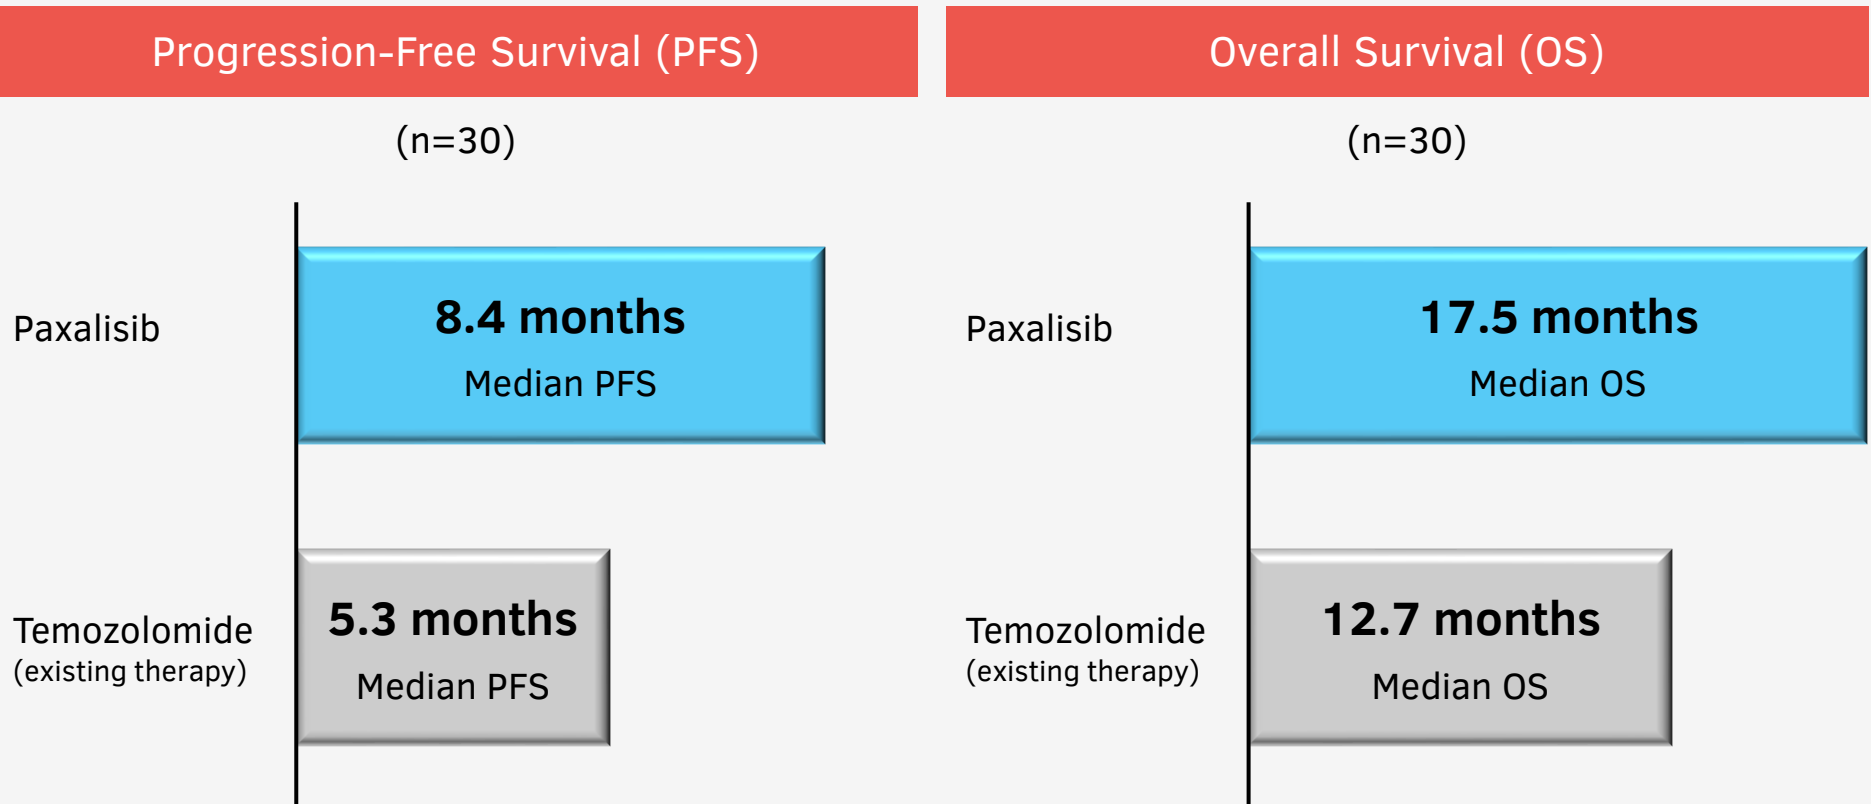 Progression-Free Survival (PFS)
(n=30)
Paxalisib
8.4 months
Median PFS
Temozolomide
(existing therapy)
5.3 months
Median PFS
Overall Survival (OS)
(n=30)
Paxalisib
17.5 months
Median OS
Temozolomide
(existing therapy)
12.7 months
Median OS